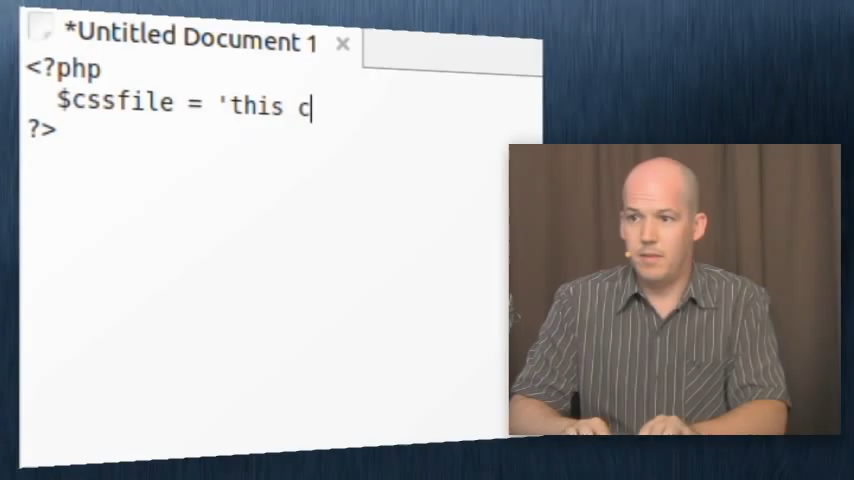 *Untitled Document 1
<?php
$cssfile = 'this c
?>